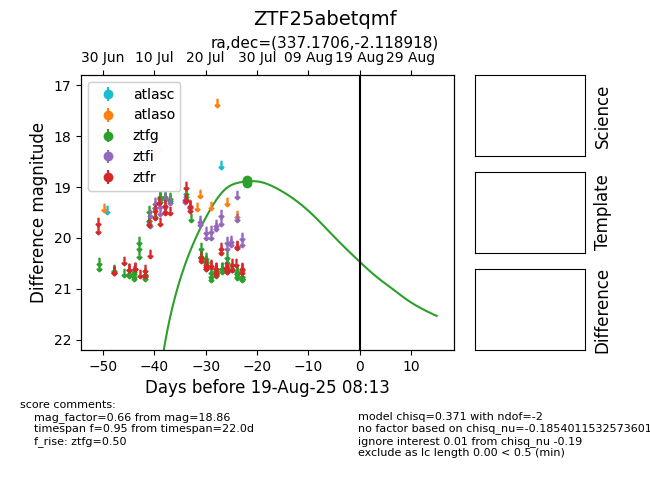 ZTF25abetqmf
ra,dec=(337.1706,-2.118918)
30 Jun 10 Jul 20 Jul 30 Jul 09 Aug 19 Aug 29 Aug
17
18
19
20
21
22
Difference magnitude
atlasc
atlaso
ztfg
ztfi
ztfr
−50 −40 −30 −20 −10 0 10
Days before 19-Aug-25 08:13
Science
Template
Difference
score comments:
mag_factor=0.66 from mag=18.86
timespan f=0.95 from timespan=22.0d
f_rise: ztfg=0.50
model chisq=0.371 with ndof=-2
no factor based on chisq_nu=-0.1854011532573601
ignore interest 0.01 from chisq_nu -0.19
exclude as lc length 0.00 < 0.5 (min)